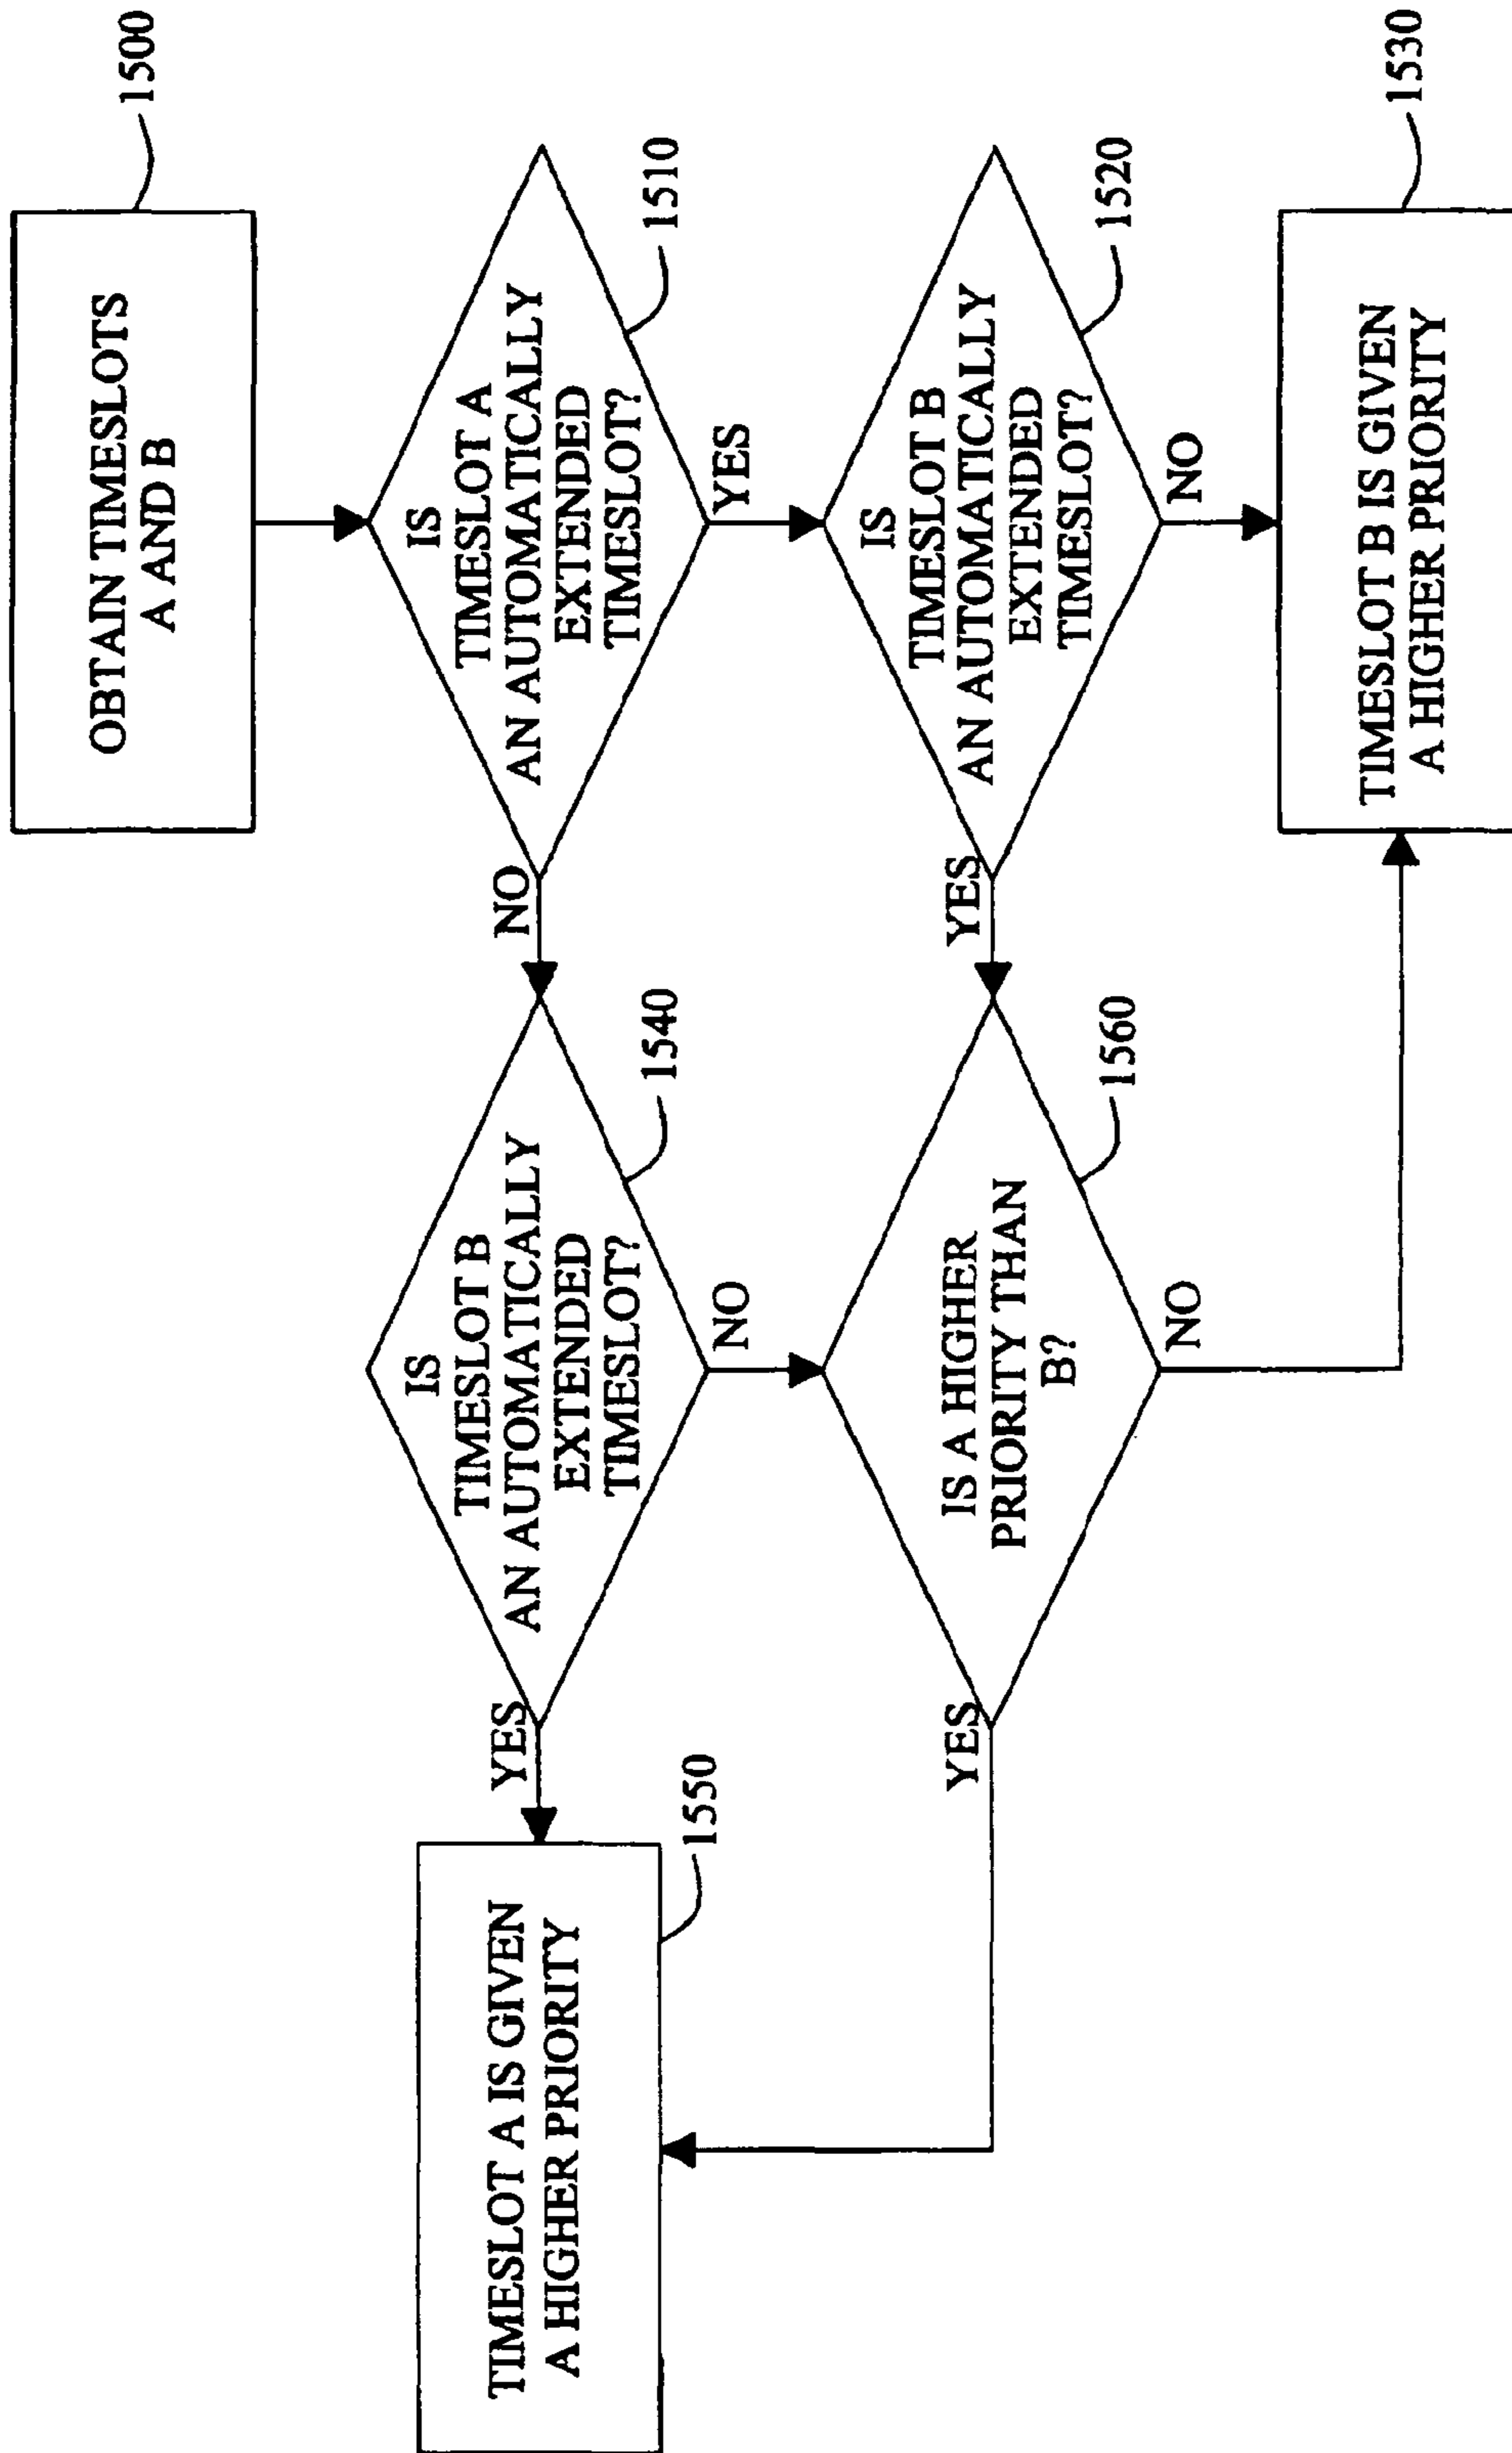 OBTAIN TIMESLOTS
A AND B
1500
IS
TIMESLOT A
AN AUTOMATICALLY
EXTENDED
TIMESLOT?
1510
NO
YES
IS
TIMESLOT B
AN AUTOMATICALLY
EXTENDED
TIMESLOT?
1540
YES
NO
TIMESLOT A IS GIVEN
A HIGHER PRIORITY
1550
IS
TIMESLOT B
AN AUTOMATICALLY
EXTENDED
TIMESLOT?
1520
YES
NO
IS A HIGHER
PRIORITY THAN
B?
1560
YES
NO
TIMESLOT B IS GIVEN
A HIGHER PRIORITY
1530